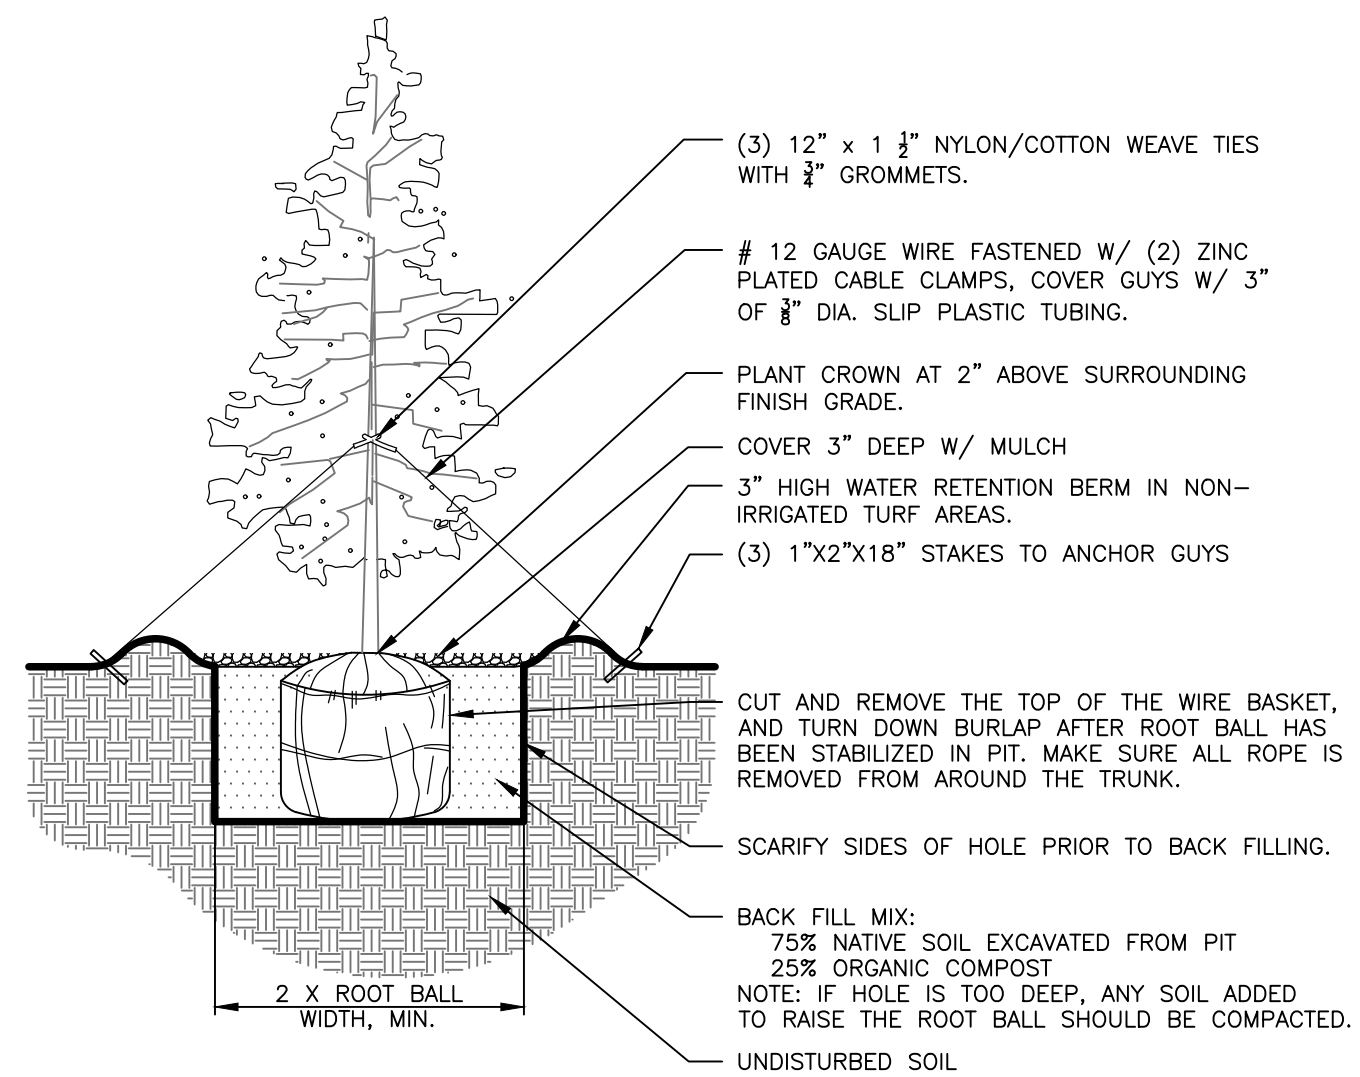 (3) 12" x 1 1/2" NYLON/COTTON WEAVE TIES
WITH 3/4" GROMMETS.
# 12 GAUGE WIRE FASTENED W/ (2) ZINC
PLATED CABLE CLAMPS, COVER GUYS W/ 3"
OF 3/8" DIA. SLIP PLASTIC TUBING.
PLANT CROWN AT 2" ABOVE SURROUNDING
FINISH GRADE.
COVER 3" DEEP W/ MULCH
3" HIGH WATER RETENTION BERM IN NON-
IRRIGATED TURF AREAS.
(3) 1"X2"X18" STAKES TO ANCHOR GUYS
CUT AND REMOVE THE TOP OF THE WIRE BASKET,
AND TURN DOWN BURLAP AFTER ROOT BALL HAS
BEEN STABILIZED IN PIT. MAKE SURE ALL ROPE IS
REMOVED FROM AROUND THE TRUNK.
SCARIFY SIDES OF HOLE PRIOR TO BACK FILLING.
BACK FILL MIX:
75% NATIVE SOIL EXCAVATED FROM PIT
25% ORGANIC COMPOST
NOTE: IF HOLE IS TOO DEEP, ANY SOIL ADDED
TO RAISE THE ROOT BALL SHOULD BE COMPACTED.
UNDISTURBED SOIL
2 X ROOT BALL
WIDTH, MIN.